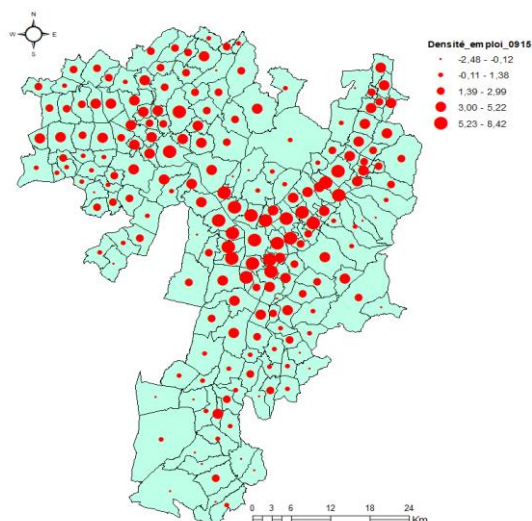 N
W E
S
Densité_emploi_0915
-2,48 - -0,12
-0,11 - 1,38
1,39 - 2,99
3,00 - 5,22
5,23 - 8,42
0 3 6 12 18 24
Km